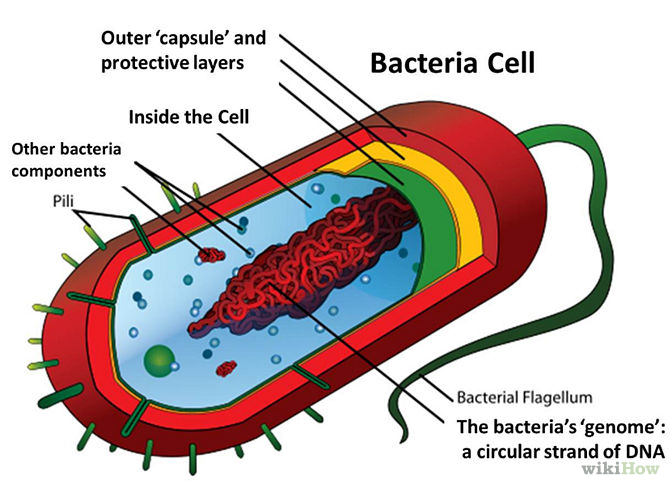 Outer ‘capsule’ and
protective layers
Bacteria Cell
Inside the Cell
Other bacteria
components
Pili
Bacterial Flagellum
The bacteria’s ‘genome’:
a circular strand of DNA
wikiHow